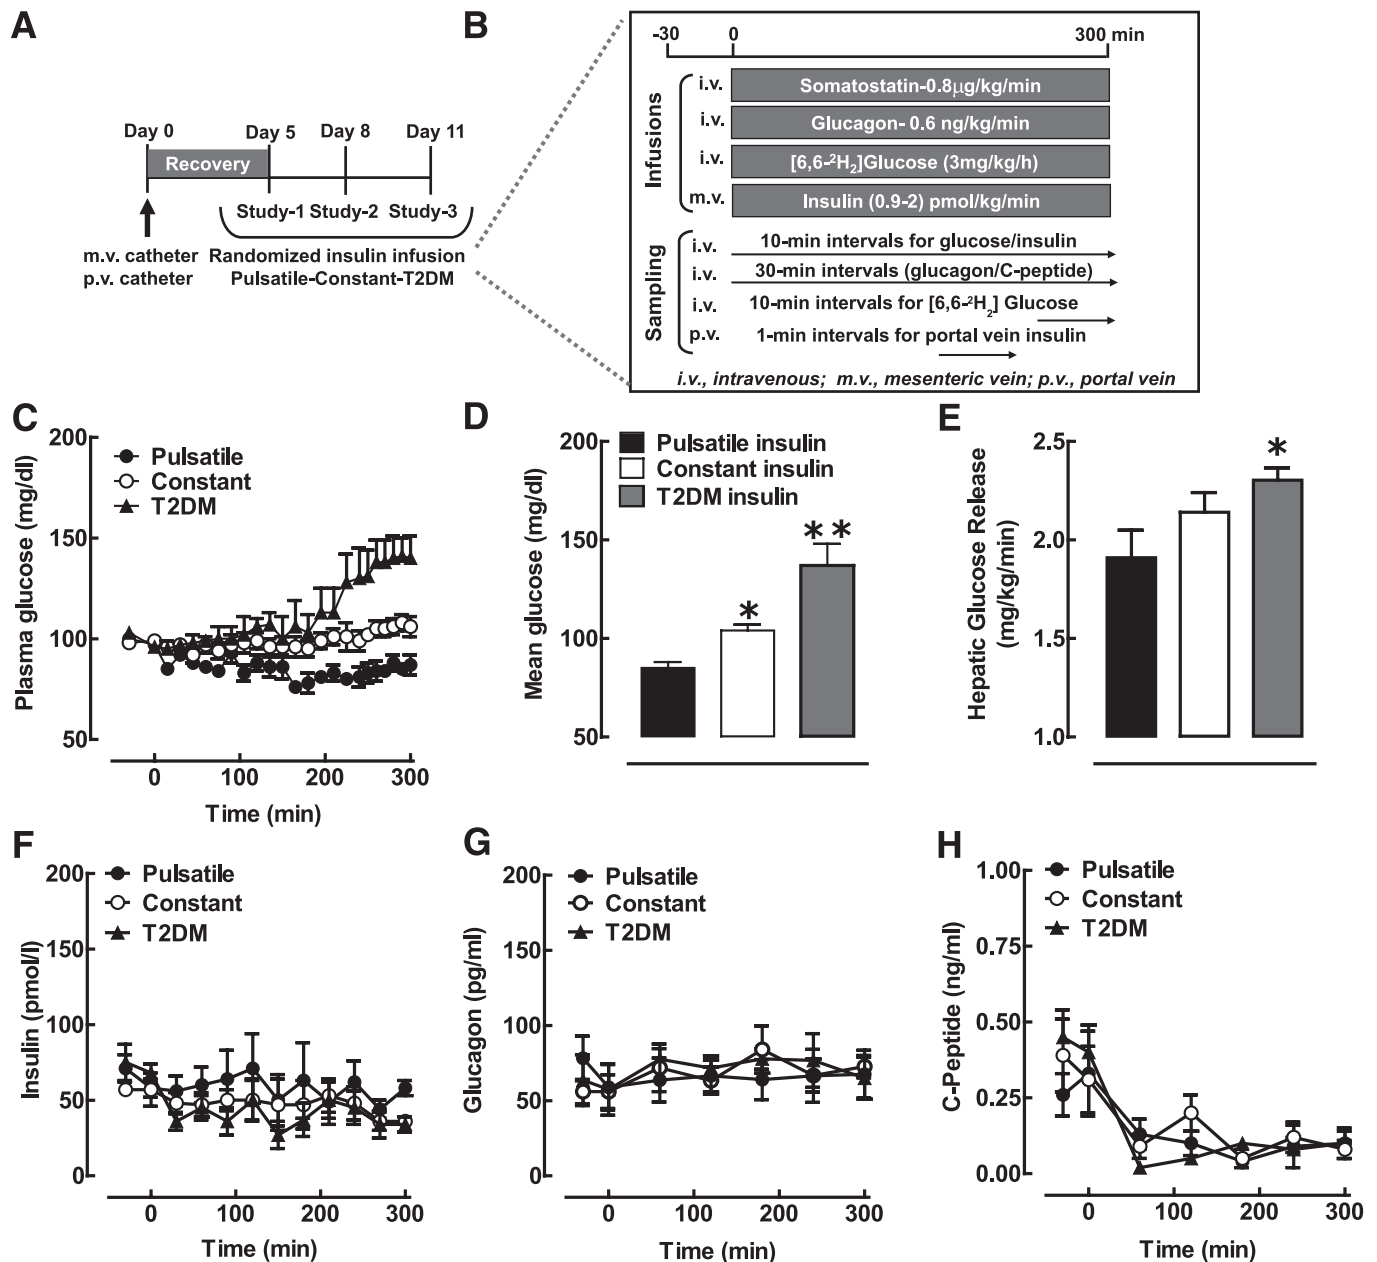 A
Day 0
Day 5
Day 8
Day 11
Recovery
Study-1 Study-2 Study-3
m.v. catheter
p.v. catheter
Randomized insulin infusion
Pulsatile-Constant-T2DM
B
-30
0
300 min
Infusions
i.v.
Somatostatin-0.8μg/kg/min
i.v.
Glucagon- 0.6 ng/kg/min
i.v.
[6,6-²H₂]Glucose (3mg/kg/h)
m.v.
Insulin (0.9-2) pmol/kg/min
Sampling
i.v.
10-min intervals for glucose/insulin
i.v.
30-min intervals (glucagon/C-peptide)
i.v.
10-min intervals for [6,6-²H₂] Glucose
p.v.
1-min intervals for portal vein insulin
i.v., intravenous; m.v., mesenteric vein; p.v., portal vein
C
Plasma glucose (mg/dl)
200
150
100
50
Pulsatile
Constant
T2DM
0
100
200
300
Time (min)
D
Mean glucose (mg/dl)
200
150
100
50
Pulsatile insulin
Constant insulin
T2DM insulin
*
**
E
Hepatic Glucose Release
(mg/kg/min)
2.5
2.0
1.5
1.0
*
F
Insulin (pmol/l)
200
150
100
50
0
Pulsatile
Constant
T2DM
0
100
200
300
Time (min)
G
Glucagon (pg/ml)
200
150
100
50
0
Pulsatile
Constant
T2DM
0
100
200
300
Time (min)
H
C-Peptide (ng/ml)
1.00
0.75
0.50
0.25
0.00
Pulsatile
Constant
T2DM
0
100
200
300
Time (min)